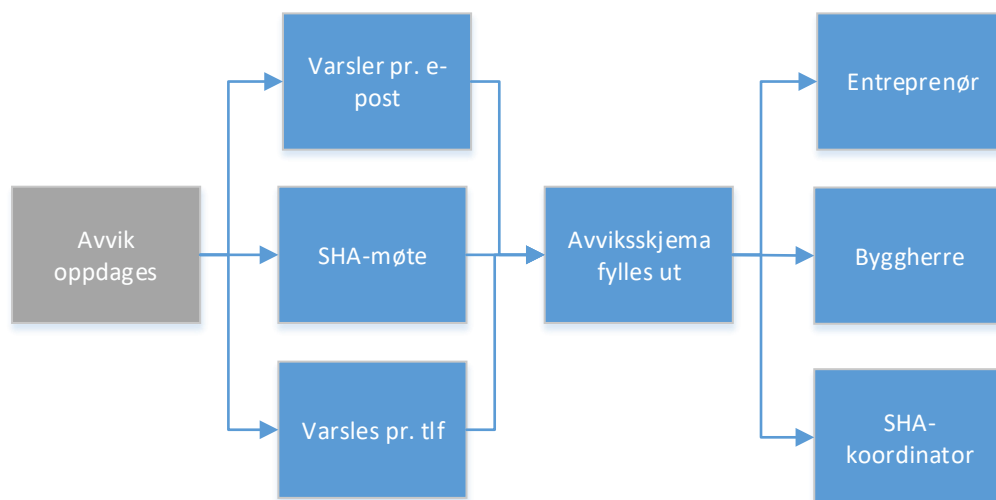 Avvik
oppdages
Varsler pr. e-
post
SHA-møte
Varsles pr. tlf
Avviksskjema
fylles ut
Entreprenør
Byggherre
SHA-
koordinator